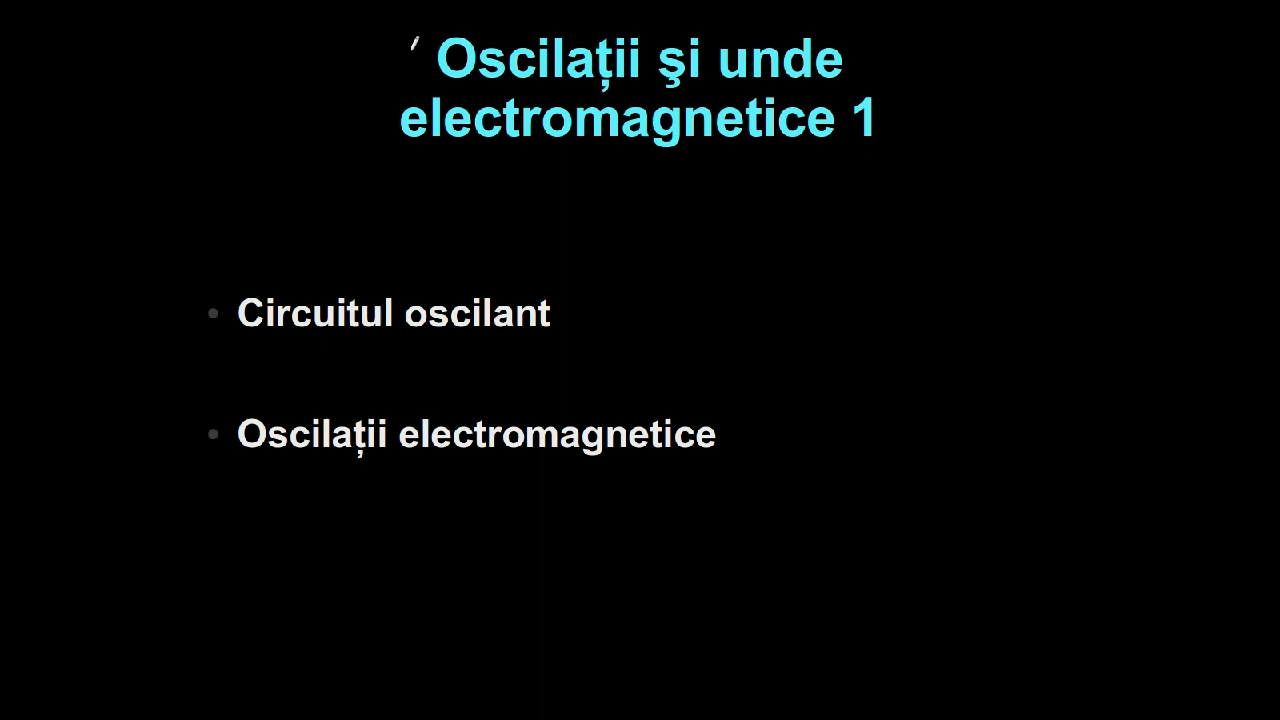 Oscilații şi unde
electromagnetice 1
• Circuitul oscilant
• Oscilații electromagnetice